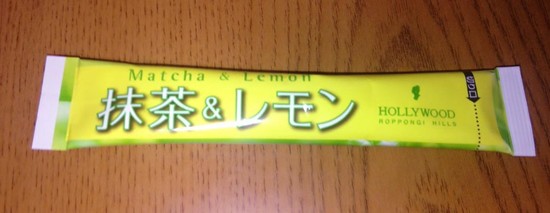 Matcha & Lemon
抹茶&レモン
HOLLYWOOD
ROPPONGI HILLS